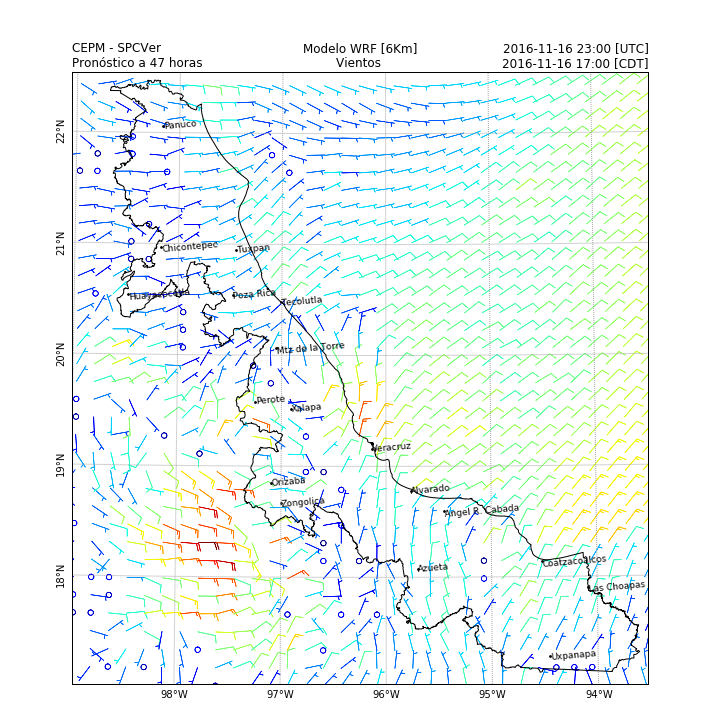 CEPM - SPCVer Modelo WRF [6Km] 2016-11-16 23:00 [UTC]
Pronóstico a 47 horas Vientos 2016-11-16 17:00 [CDT]
22°N
Panuco
21°N
Chicontepec
Tuxpan
Huayacocotla
Poza Rica
Tecolutla
20°N
Mtz de la Torre
Perote
Xalapa
Veracruz
19°N
Orizaba
Alvarado
Zongolica
Angel R. Cabada
18°N
Azueta
Coatzacoalcos
Las Choapas
Uxpanapa
98°W 97°W 96°W 95°W 94°W